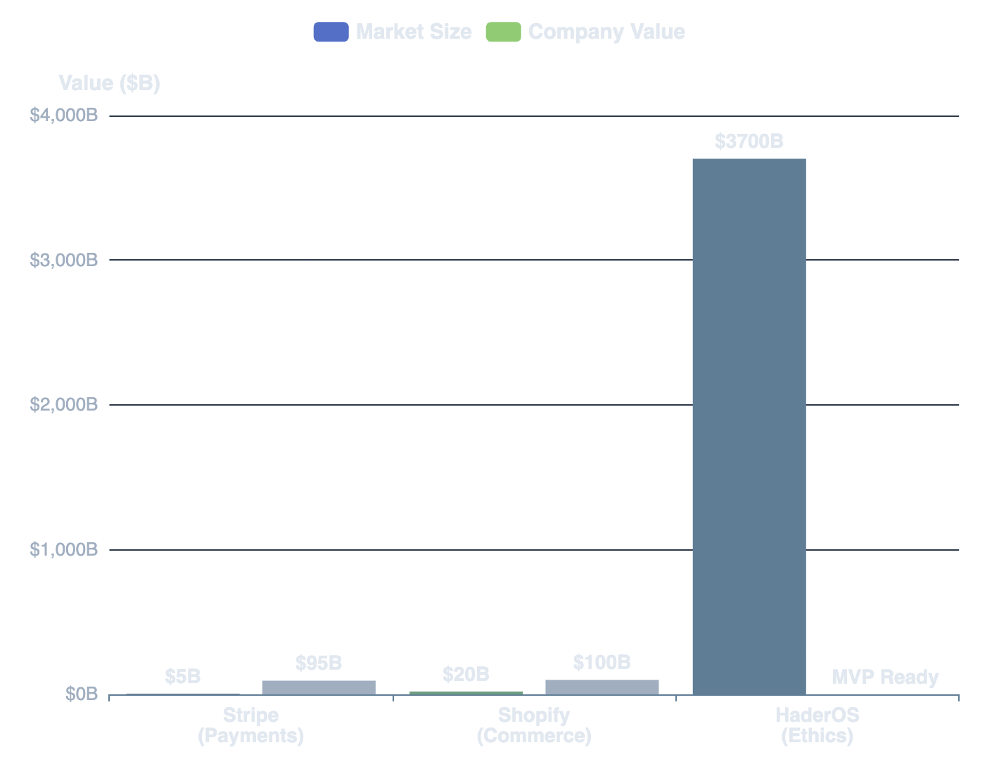 Market Size
Company Value
Value ($B)
$4,000B
$3700B
$3,000B
$2,000B
$1,000B
$5B
$95B
$20B
$100B
MVP Ready
$0B
Stripe
(Payments)
Shopify
(Commerce)
HaderOS
(Ethics)